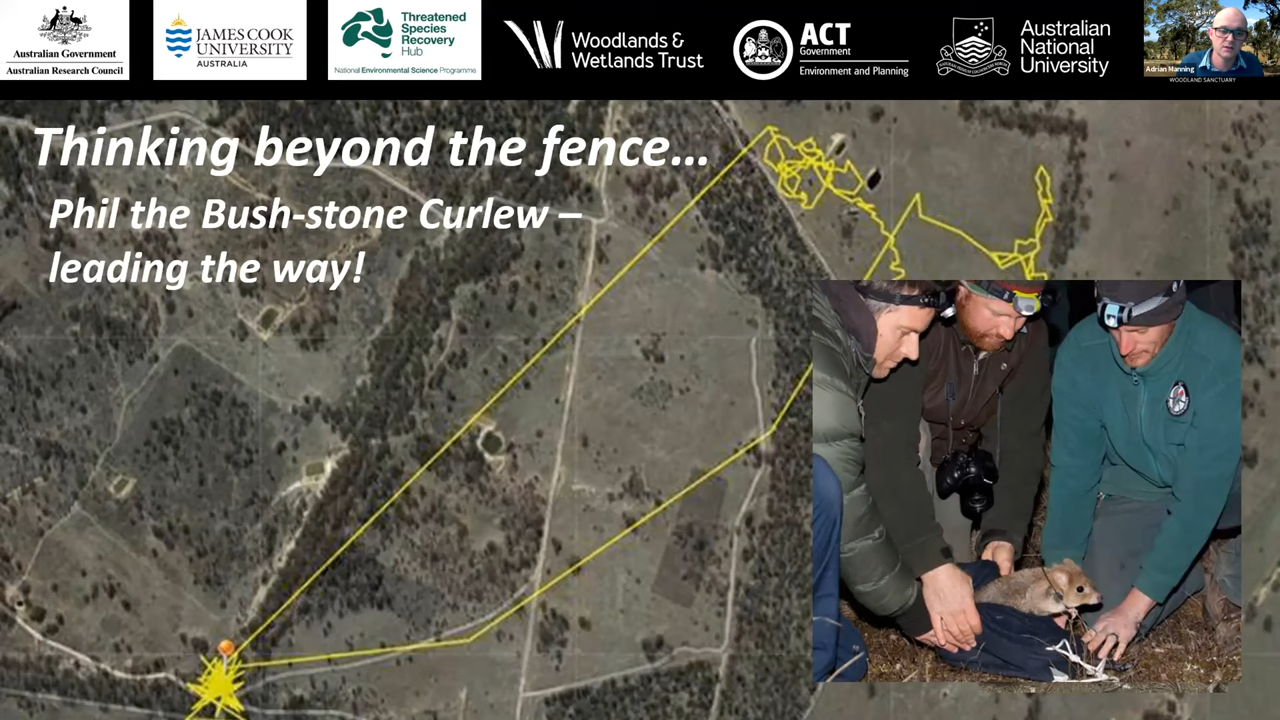 Australian Government
Australian Research Council
JAMES COOK
UNIVERSITY
AUSTRALIA
Threatened
Species
Recovery
Hub
National Environmental Science Programme
Woodlands &
Wetlands Trust
ACT
Government
Environment and Planning
Australian
National
University
Adrian Manning
WOODLAND SANCTUARY
Thinking beyond the fence...
Phil the Bush-stone Curlew –
leading the way!